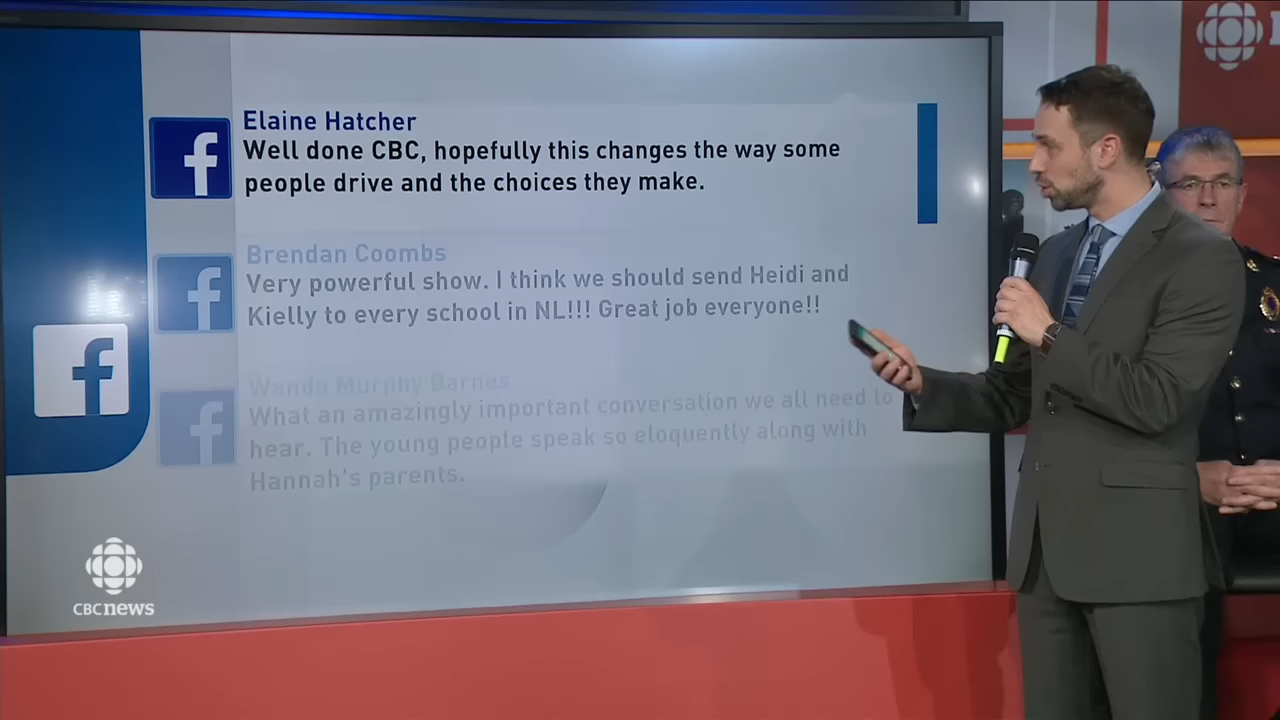 Elaine Hatcher
Well done CBC, hopefully this changes the way some
people drive and the choices they make.
Brendan Coombs
Very powerful show. I think we should send Heidi and
Kielly to every school in NL!!! Great job everyone!!
Wanda Murphy Barnes
What an amazingly important conversation we all need to
hear. The young people speak so eloquently along with
Hannah's parents.
CBC news